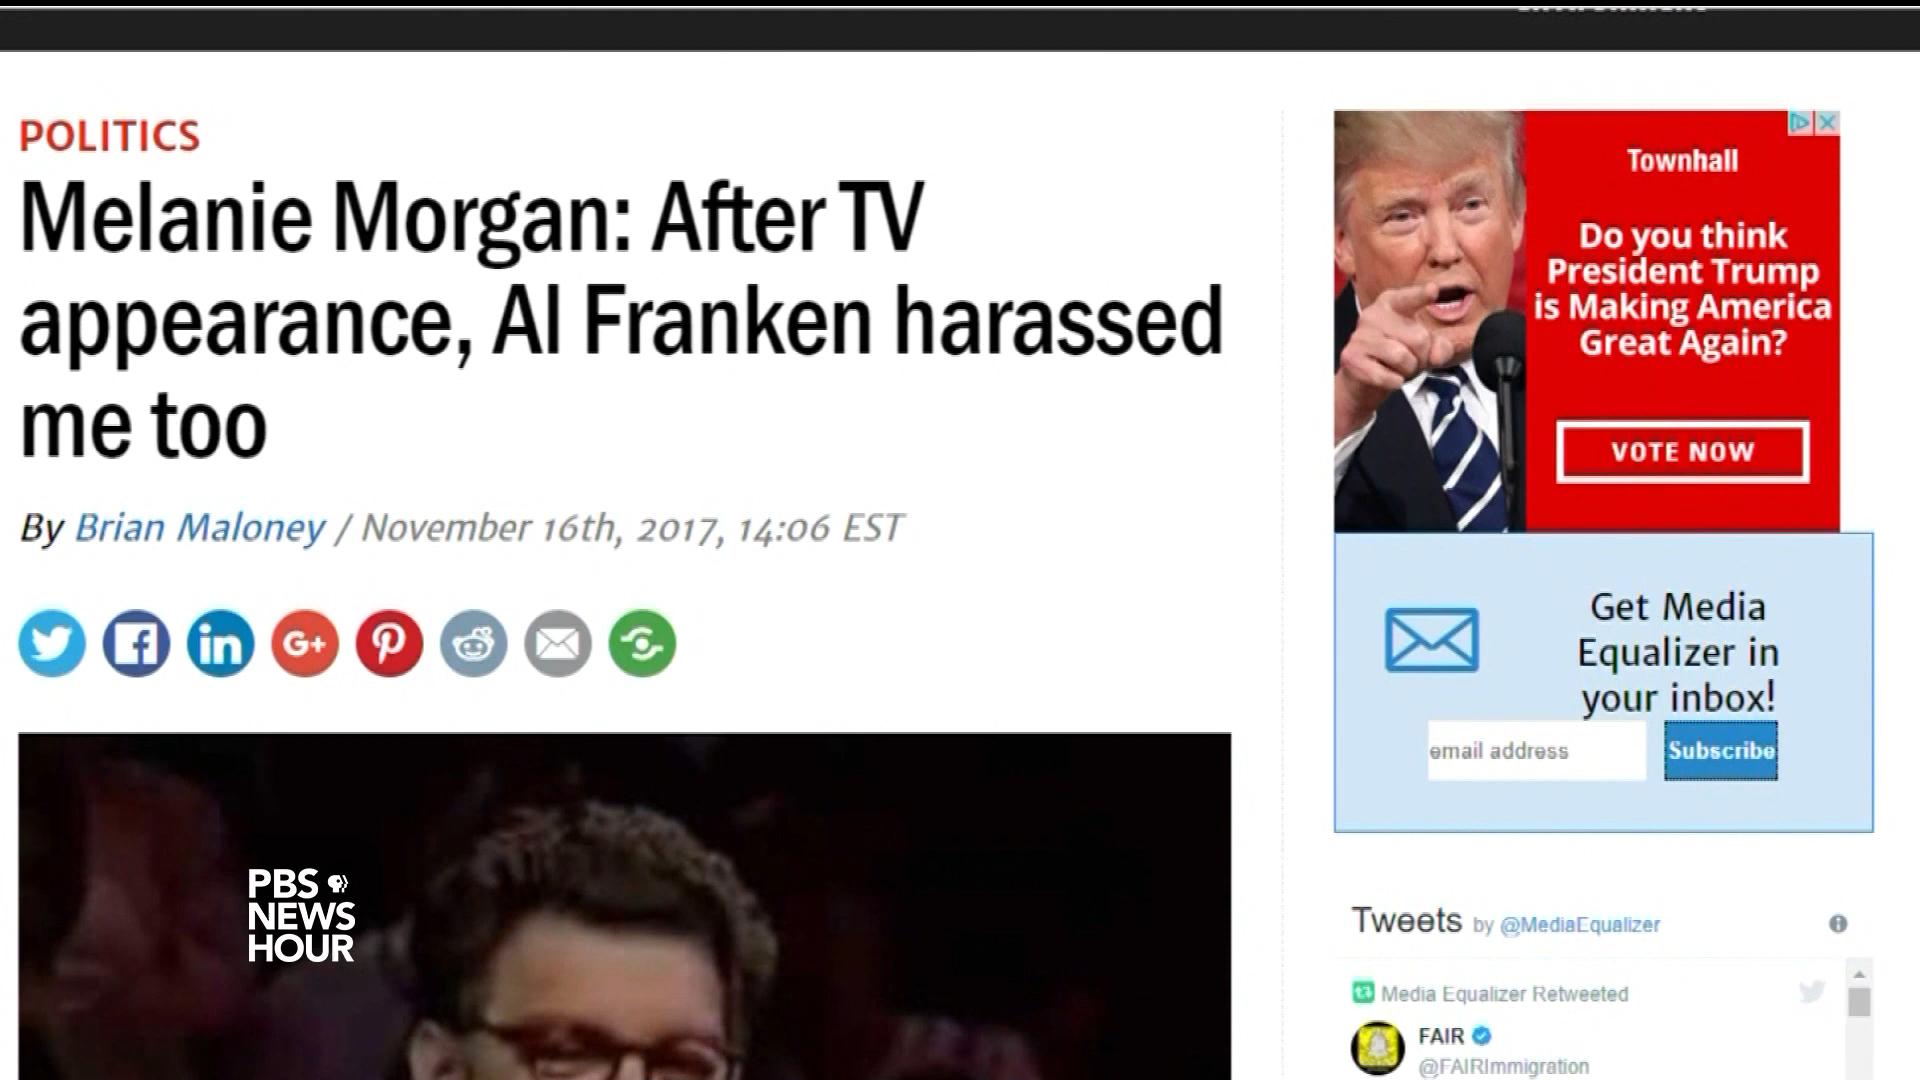 POLITICS
Melanie Morgan: After TV
appearance, Al Franken harassed
me too
By Brian Maloney / November 16th, 2017, 14:06 EST
in
G+
PBS
NEWS
HOUR
Townhall
Do you think
President Trump
is Making America
Great Again?
VOTE NOW
Get Media
Equalizer in
your inbox!
email address
Subscribe
Tweets by @MediaEqualizer
Media Equalizer Retweeted
FAIR
@FAIRImmigration